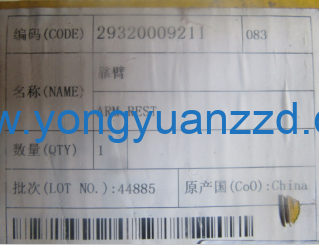 编码(CODE) 29320009211 083
靠臂
名称(NAME)
ARM REST
www.yongyuanzzd.c
数量(QTY) 1
批次(LOT NO.):44885 原产国(CoO):China